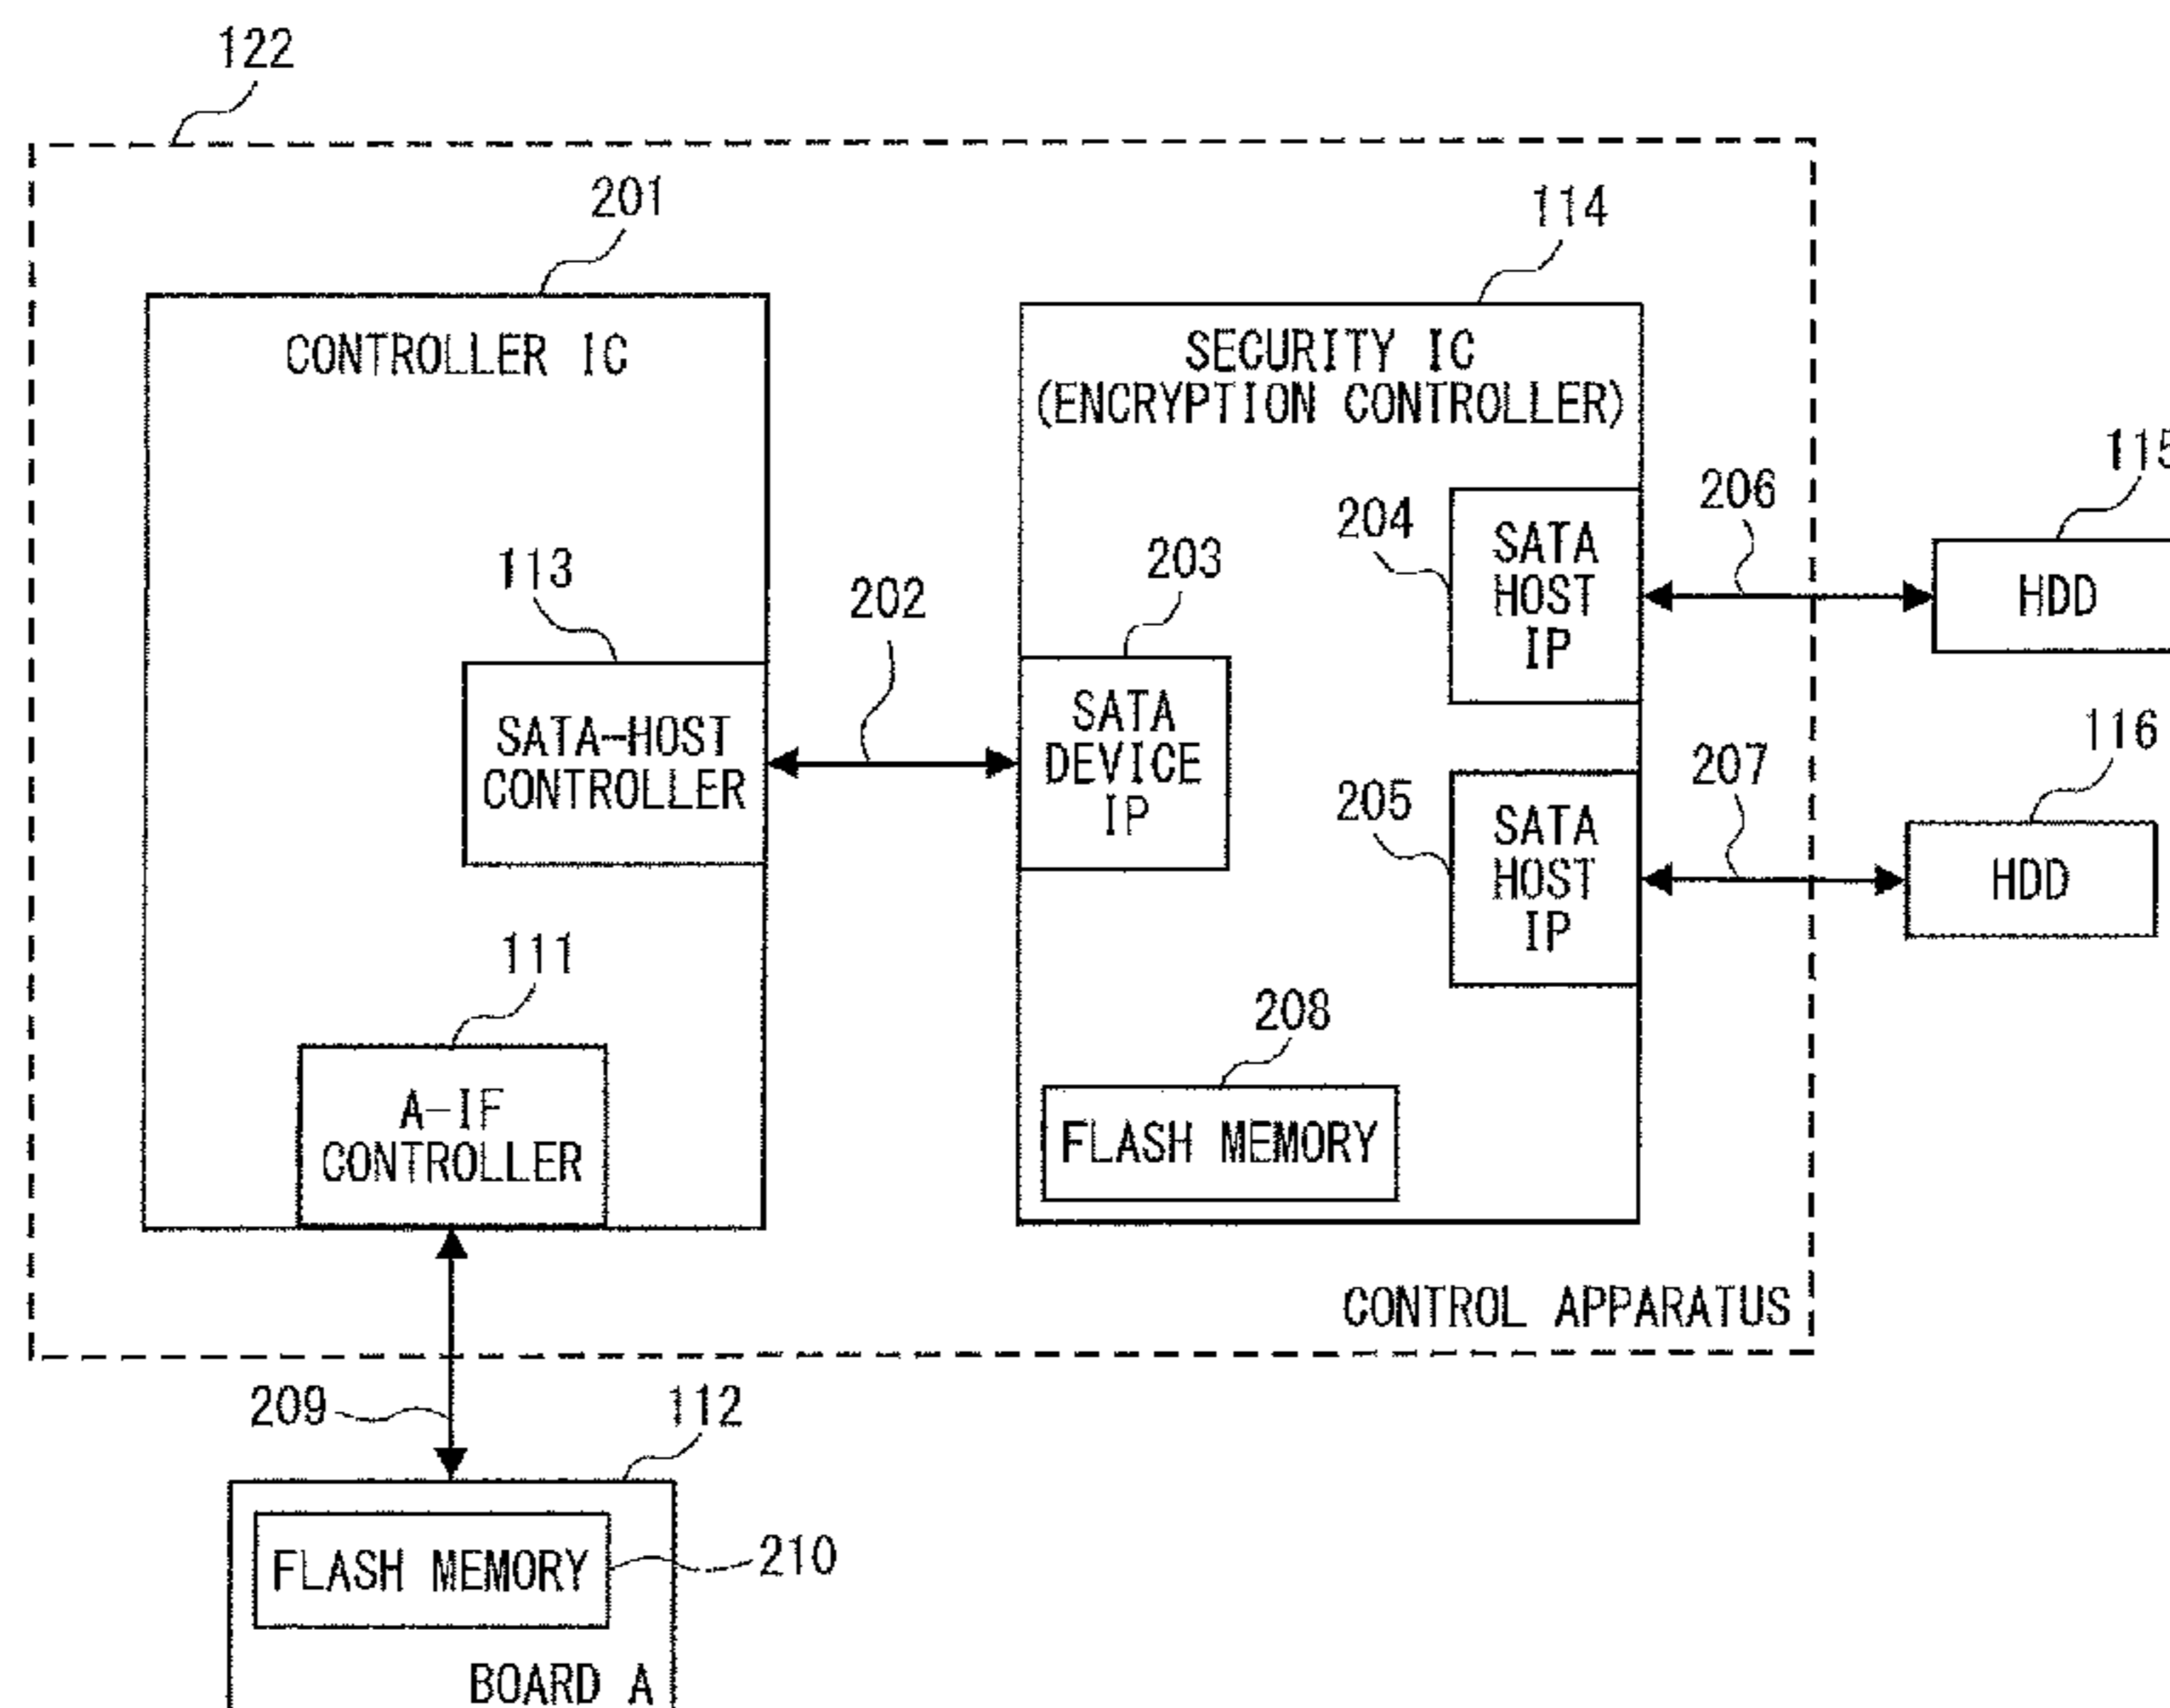 122
201
114
CONTROLLER IC
SECURITY IC
(ENCRYPTION CONTROLLER)
115
206
204
SATA
HOST
IP
HDD
113
202
203
SATA-HOST
CONTROLLER
SATA
DEVICE
IP
116
207
205
SATA
HOST
IP
HDD
111
208
A-IF
CONTROLLER
FLASH MEMORY
CONTROL APPARATUS
209
112
FLASH MEMORY
210
BOARD A